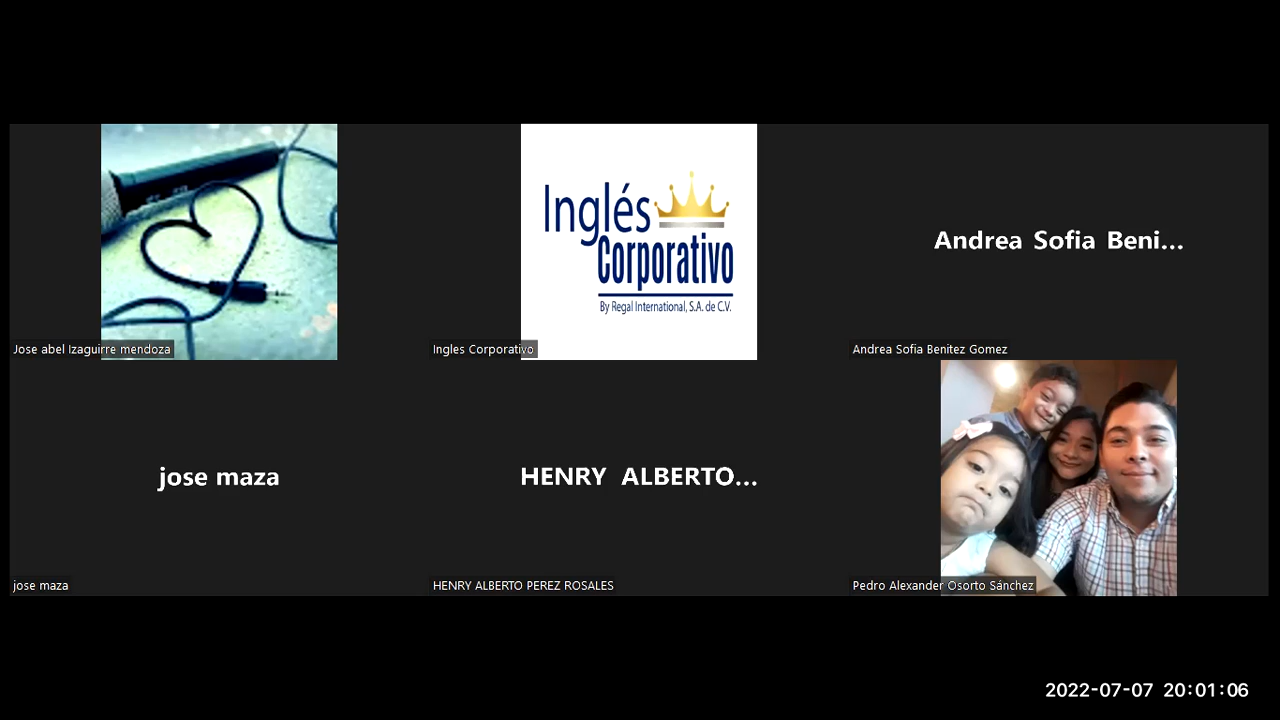 Inglés
Corporativo
By Regal International, S.A. de C.V.
Andrea Sofia Beni...
Jose abel Izaguirre mendoza
Ingles Corporativo
Andrea Sofia Benitez Gomez
jose maza
HENRY ALBERTO...
jose maza
HENRY ALBERTO PEREZ ROSALES
Pedro Alexander Osorto Sánchez
2022-07-07 20:01:06